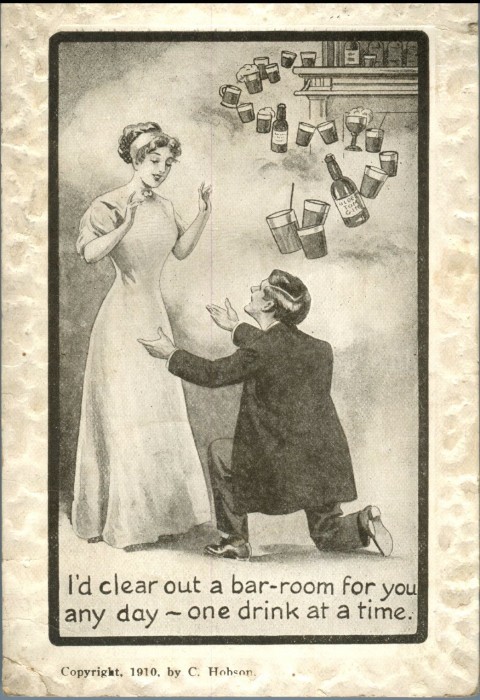 I'd clear out a bar-room for you
any day ~ one drink at a time.
Copyright, 1910, by C. Hobson.